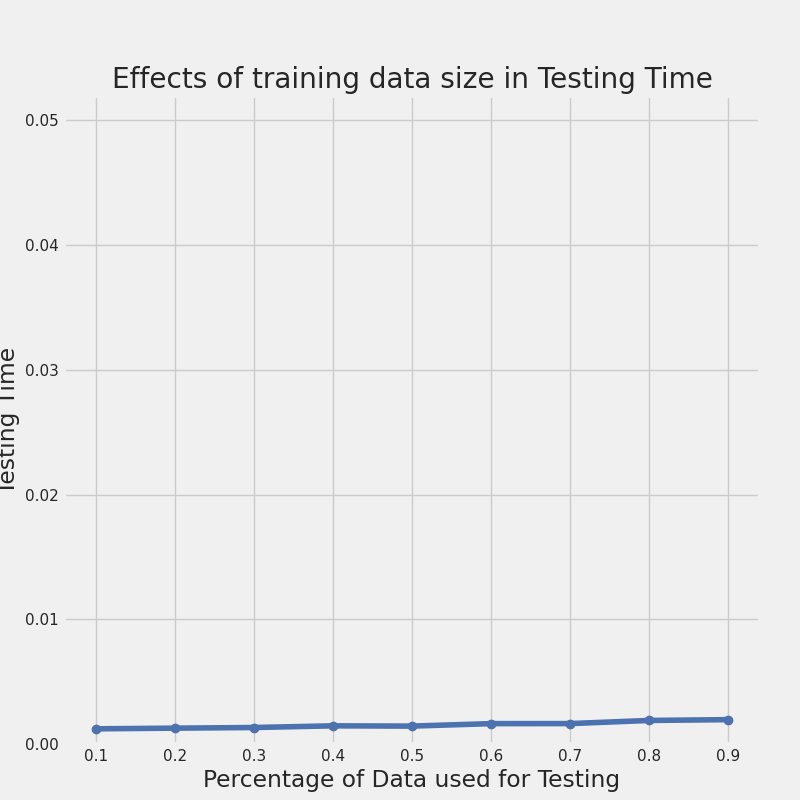 Effects of training data size in Testing Time
0.05
0.04
0.03
0.02
0.01
0.00
Testing Time
0.1 0.2 0.3 0.4 0.5 0.6 0.7 0.8 0.9
Percentage of Data used for Testing